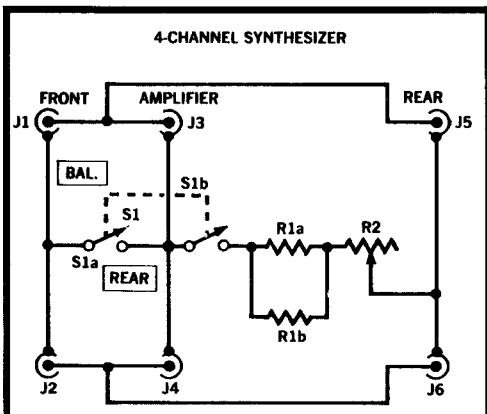 4-CHANNEL SYNTHESIZER
FRONT AMPLIFIER REAR
J1 J3 J5
BAL.
S1b
S1
S1a
R1a R2
REAR
R1b
J2 J4 J6